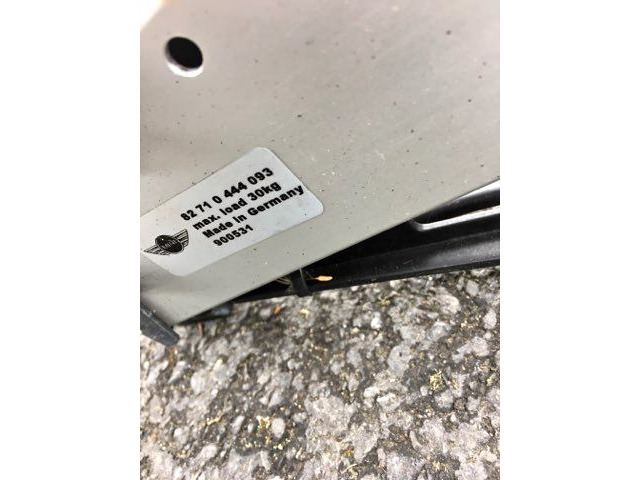 82 71 0 444 093
max. load 30kg
Made in Germany
900531